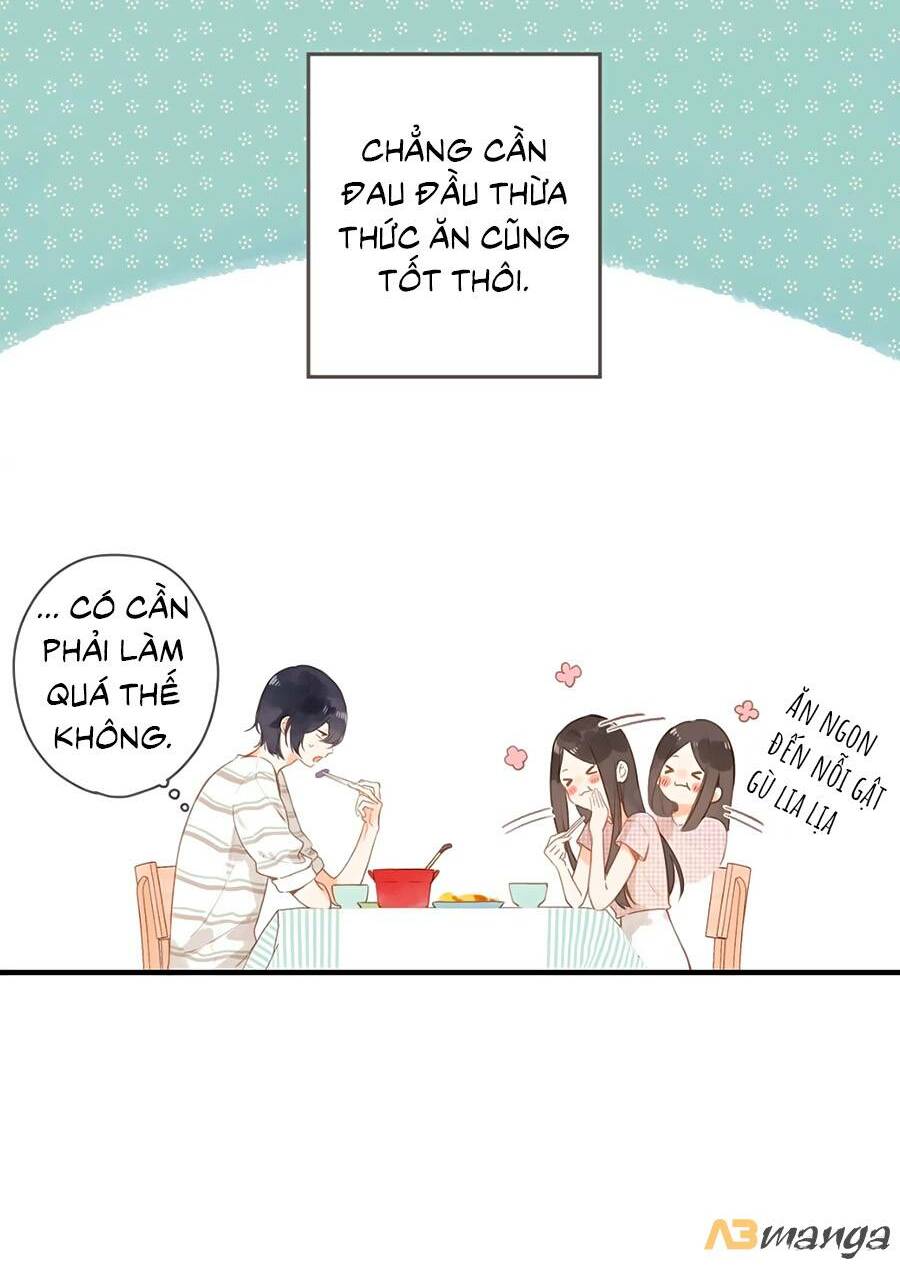 CHẲNG CẦN
ĐAU ĐẦU THỪA
THỨC ĂN CŨNG
TỐT THÔI.
... CÓ CẦN
PHẢI LÀM
QUÁ THẾ
KHÔNG.
ĂN NGON
ĐẾN NỖI GẬT
GÙ LIA LỊA
A3manga